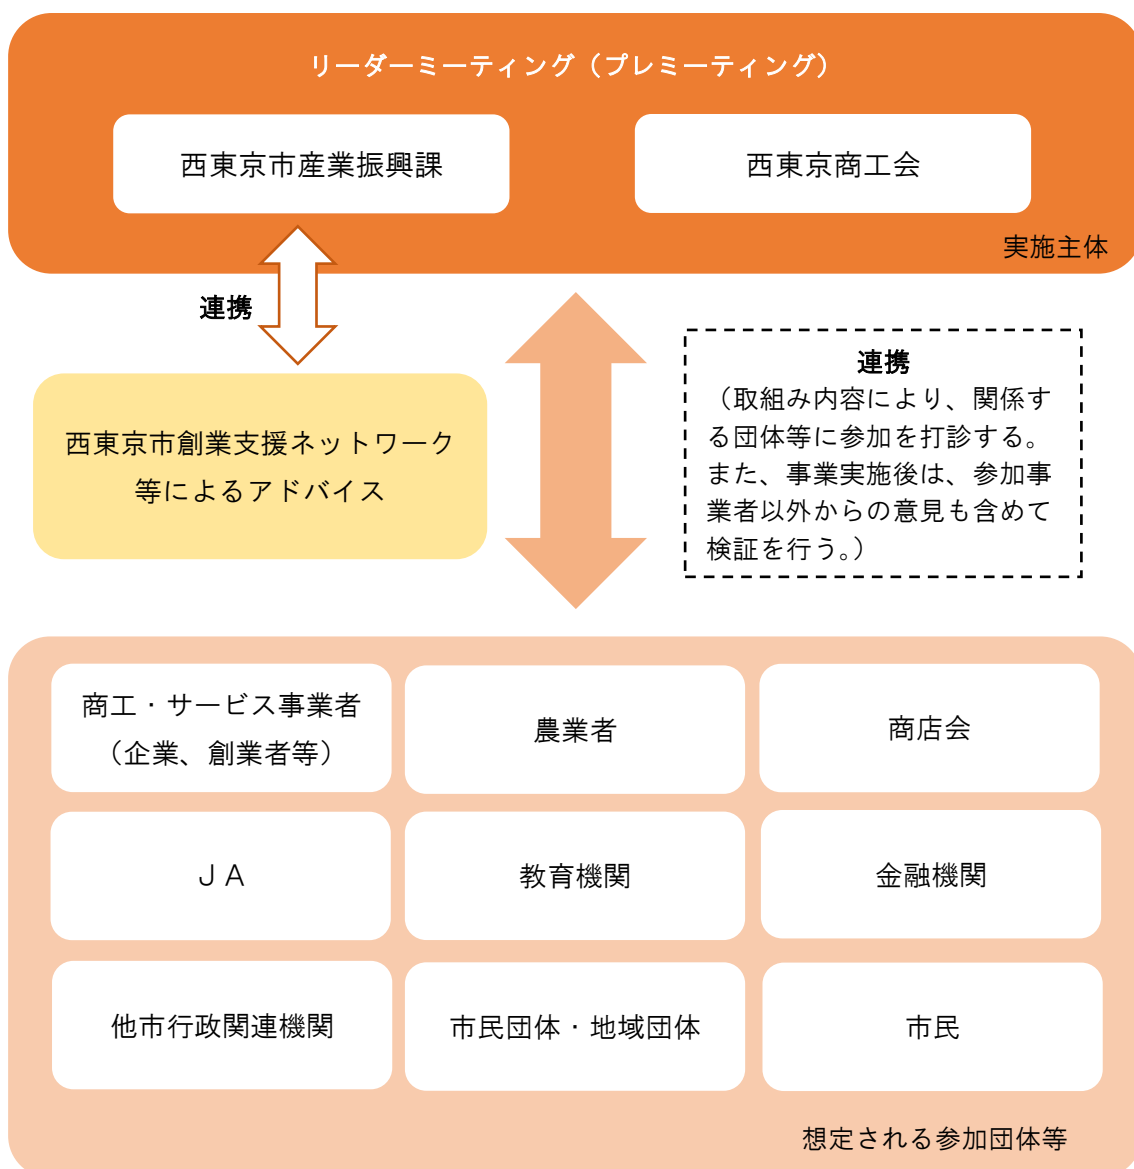 リーダーミーティング（プレミーティング）
西東京市産業振興課
西東京商工会
実施主体
連携
西東京市創業支援ネットワーク
等によるアドバイス
連携
（取組み内容により、関係す
る団体等に参加を打診する。
また、事業実施後は、参加事
業者以外からの意見も含めて
検証を行う。）
商工・サービス事業者
（企業、創業者等）
農業者
商店会
ＪＡ
教育機関
金融機関
他市行政関連機関
市民団体・地域団体
市民
想定される参加団体等